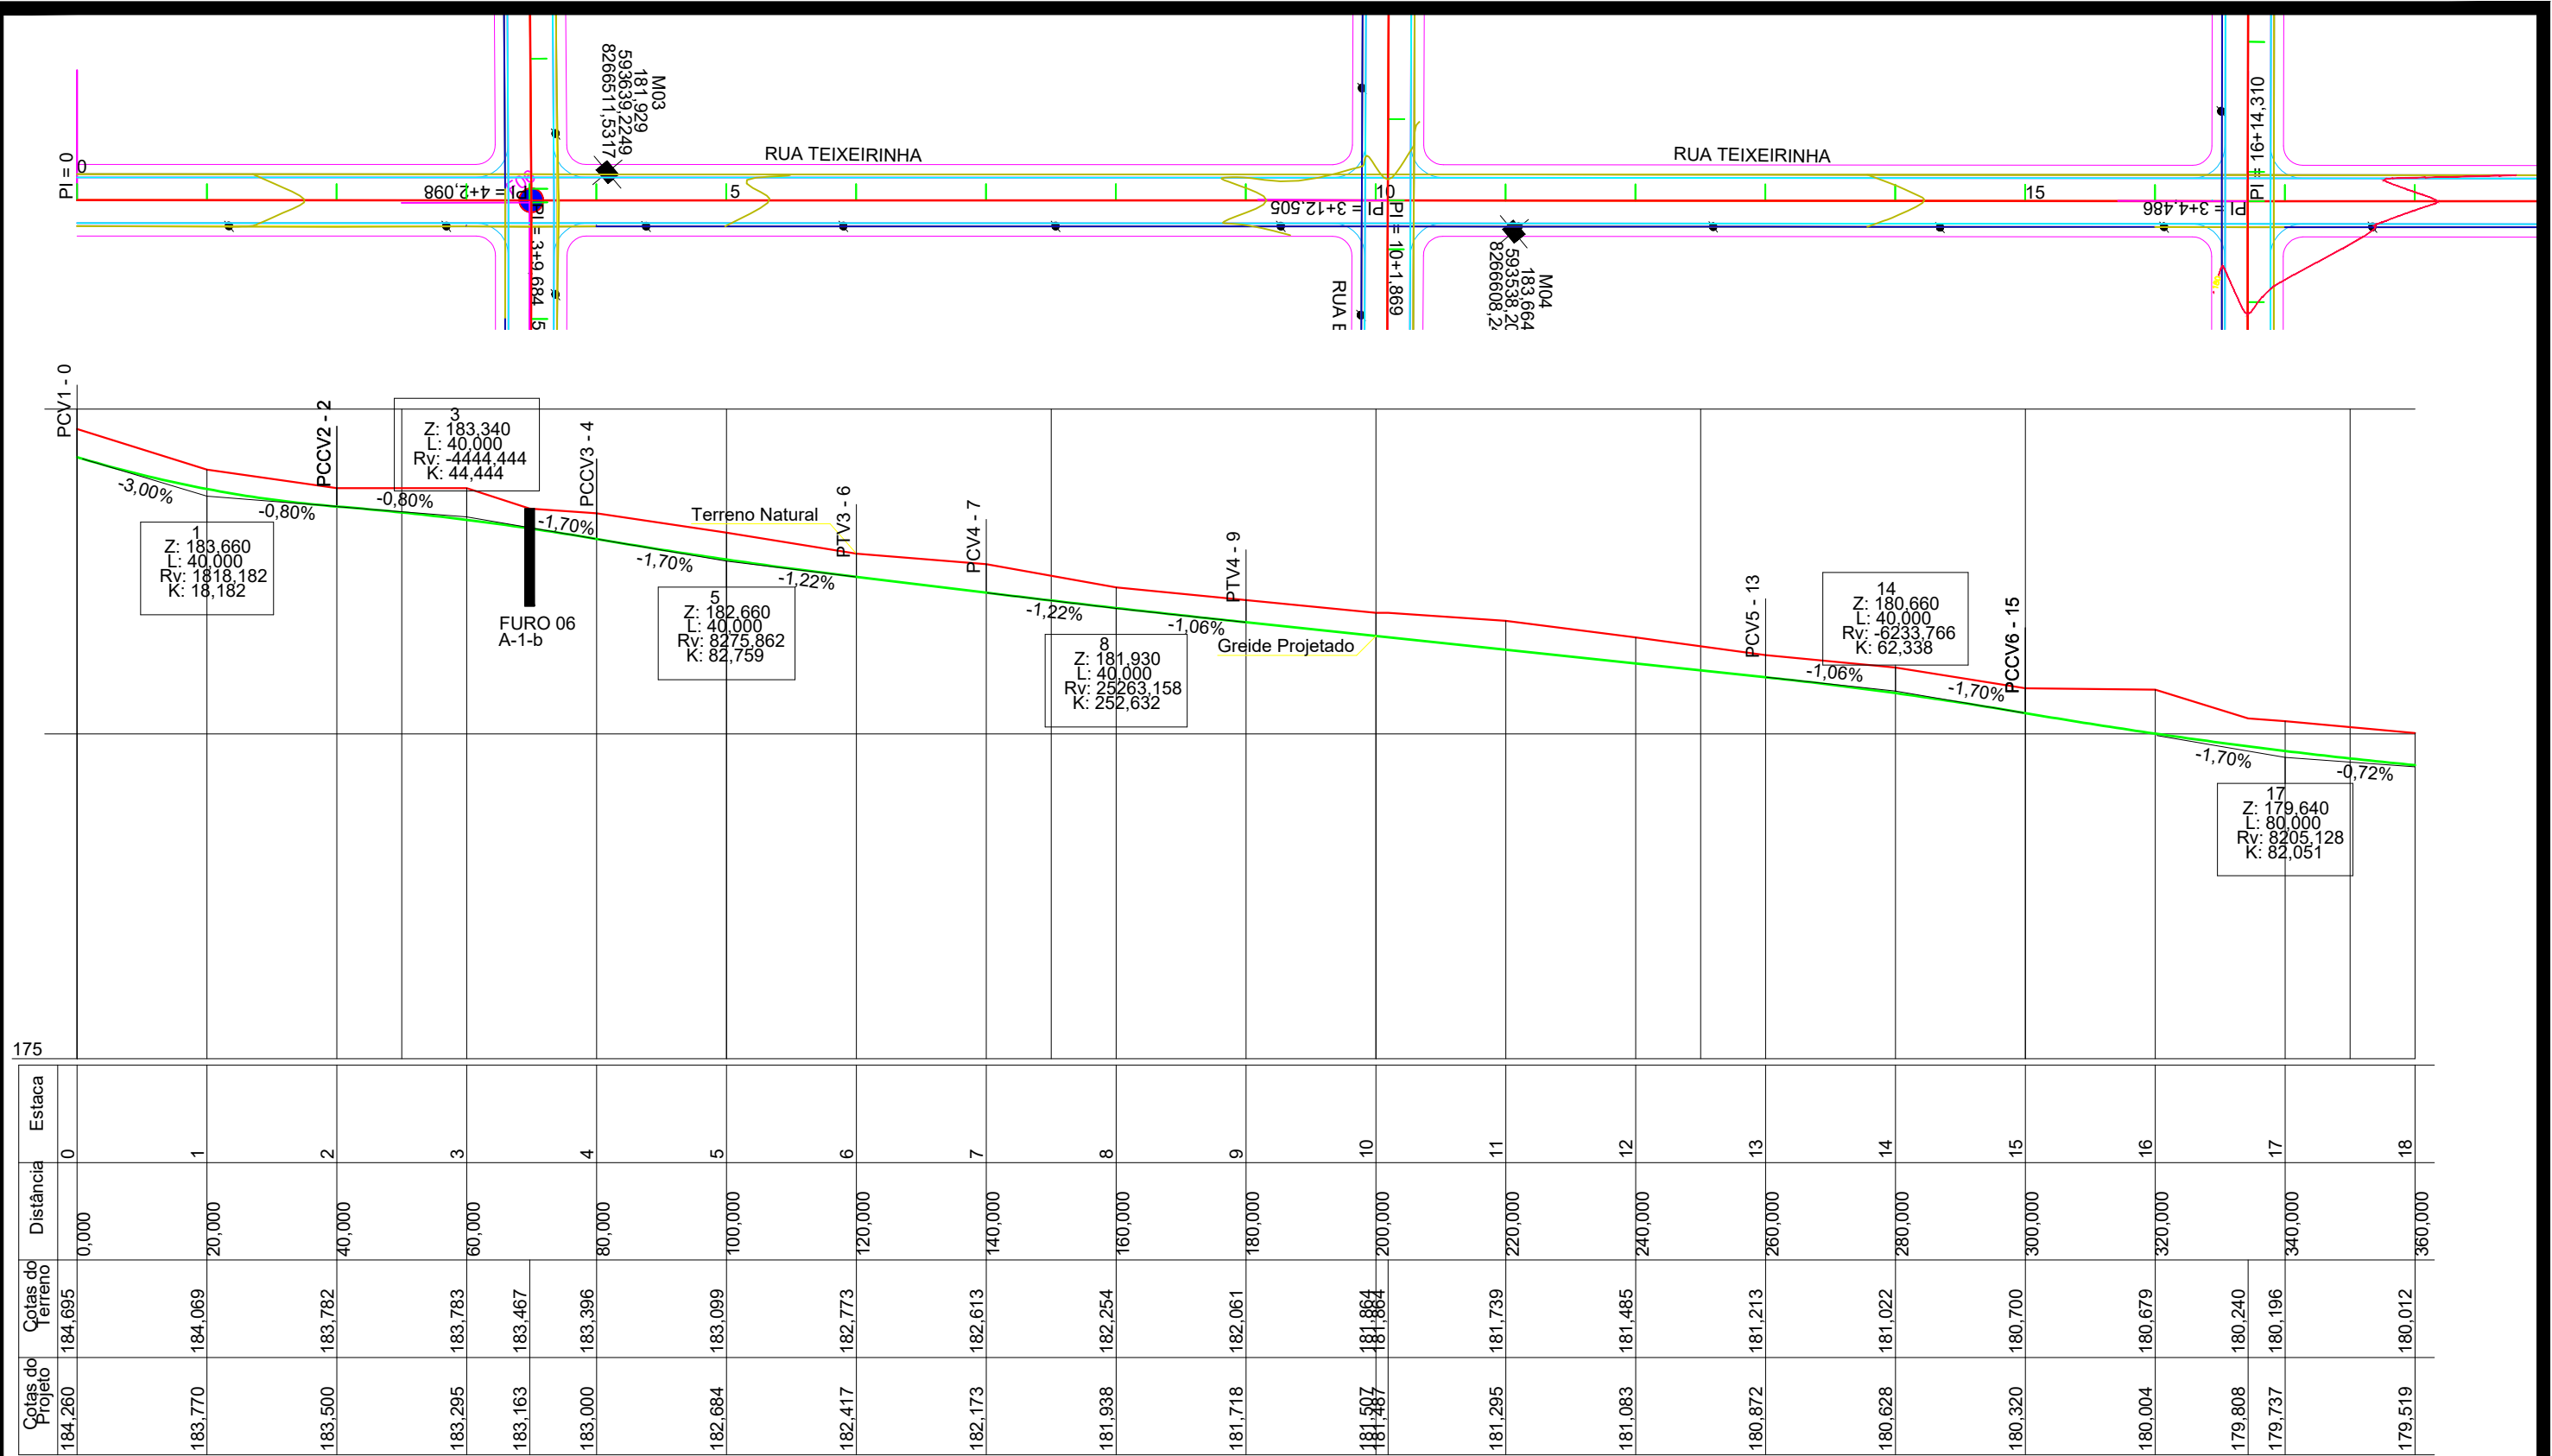 M03
181,929
593639,2249
8266511,5317
RUA TEIXEIRINHA
RUA TEIXEIRINHA
PI = 0
0
PI = 4+2,098
PI = 3+9,684
5
5
10
PI = 3+12,505
PI = 10+1,869
RUA E
M04
183,664
593538,20
8266608,24
15
PI = 3+4,486
PI = 16+14,310
PCV1 - 0
PCCV2 - 2
3
Z: 183,340
L: 40,000
Rv: -4444,444
K: 44,444
PCCV3 - 4
-3,00%
-0,80%
-0,80%
-1,70%
1
Z: 183,660
L: 40,000
Rv: 1818,182
K: 18,182
FURO 06
A-1-b
Terreno Natural
PTV3 - 6
PCV4 - 7
PTV4 - 9
-1,70%
-1,22%
5
Z: 182,660
L: 40,000
Rv: 8275,862
K: 82,759
-1,22%
-1,06%
8
Z: 181,930
L: 40,000
Rv: 25263,158
K: 252,632
Greide Projetado
PCV5 - 13
14
Z: 180,660
L: 40,000
Rv: -6233,766
K: 62,338
PCCV6 - 15
-1,06%
-1,70%
-1,70%
-0,72%
17
Z: 179,640
L: 80,000
Rv: 8205,128
K: 82,051
175
Estaca 0 1 2 3 4 5 6 7 8 9 10 11 12 13 14 15 16 17 18
Distância 0,000 20,000 40,000 60,000 80,000 100,000 120,000 140,000 160,000 180,000 200,000 220,000 240,000 260,000 280,000 300,000 320,000 340,000 360,000
Cotas do
Terreno 184,695 184,069 183,782 183,783 183,467 183,396 183,099 182,773 182,613 182,254 182,061 181,864 181,864 181,739 181,485 181,213 181,022 180,700 180,679 180,240 180,196 180,012
Cotas do
Projeto 184,260 183,770 183,500 183,295 183,163 183,000 182,684 182,417 182,173 181,938 181,718 181,507 181,487 181,295 181,083 180,872 180,628 180,320 180,004 179,808 179,737 179,519